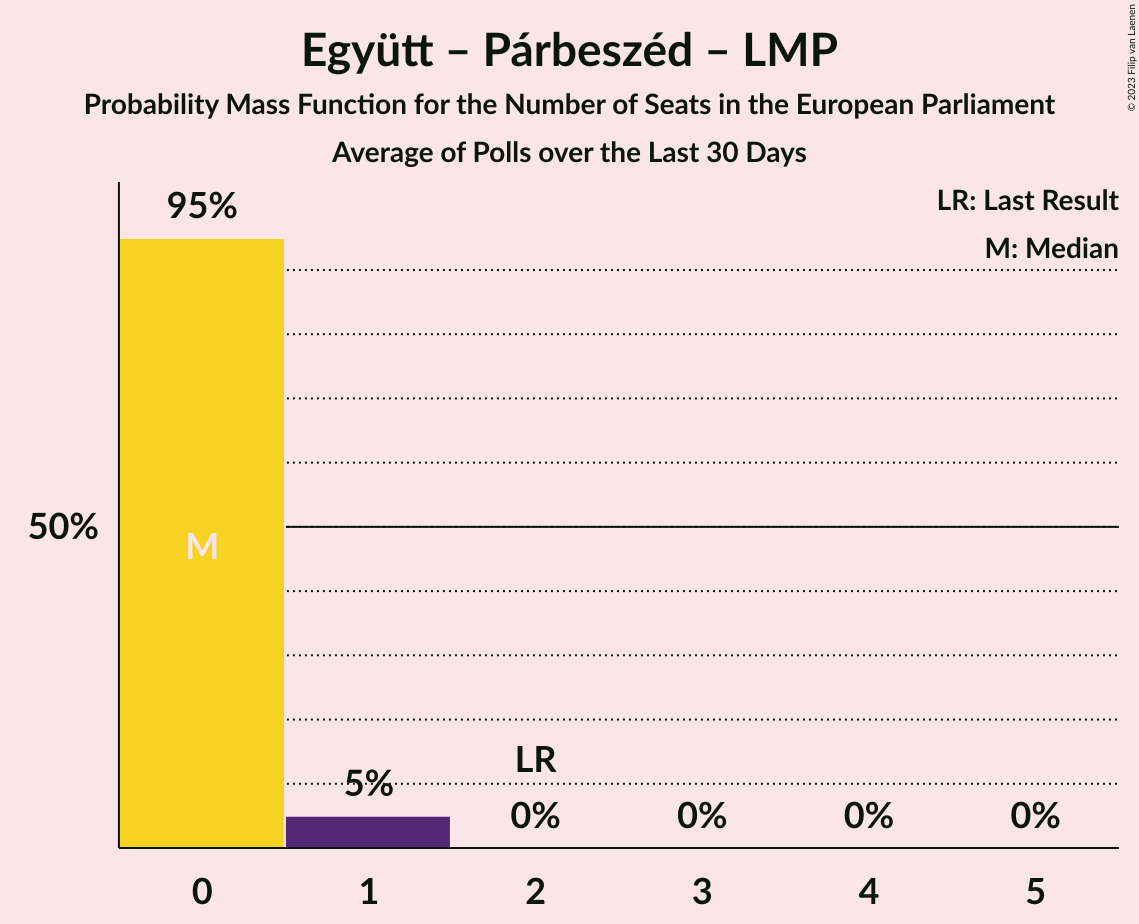 Együtt – Párbeszéd – LMP
Probability Mass Function for the Number of Seats in the European Parliament
Average of Polls over the Last 30 Days
© 2023 Filip van Laenen
LR: Last Result
M: Median
95%
50%
M
LR
5%
0%
0%
0%
0%
0
1
2
3
4
5